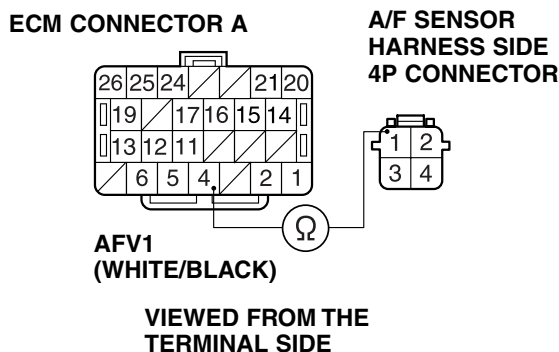 ECM CONNECTOR A
A/F SENSOR
HARNESS SIDE
4P CONNECTOR
26 25 24 21 20
19 17 16 15 14
13 12 11
6 5 4 2 1
1 2
3 4
Ω
AFV1
(WHITE/BLACK)
VIEWED FROM THE
TERMINAL SIDE